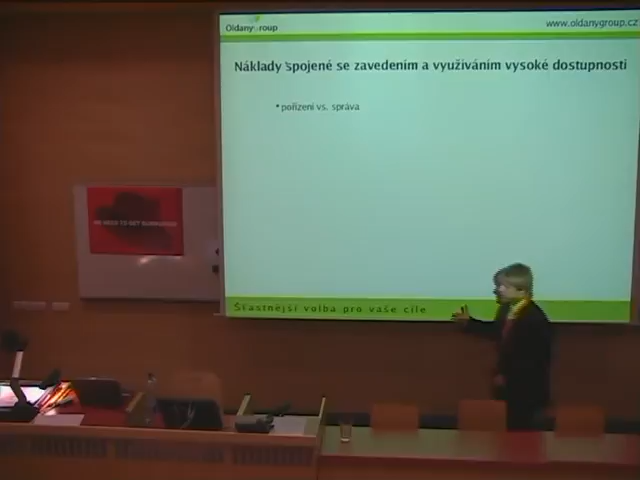 Oldanygroup
www.oldanygroup.cz
Náklady spojené se zavedením a využíváním vysoké dostupnosti
• pořízení vs. správa
Šťastnější volba pro vaše cíle